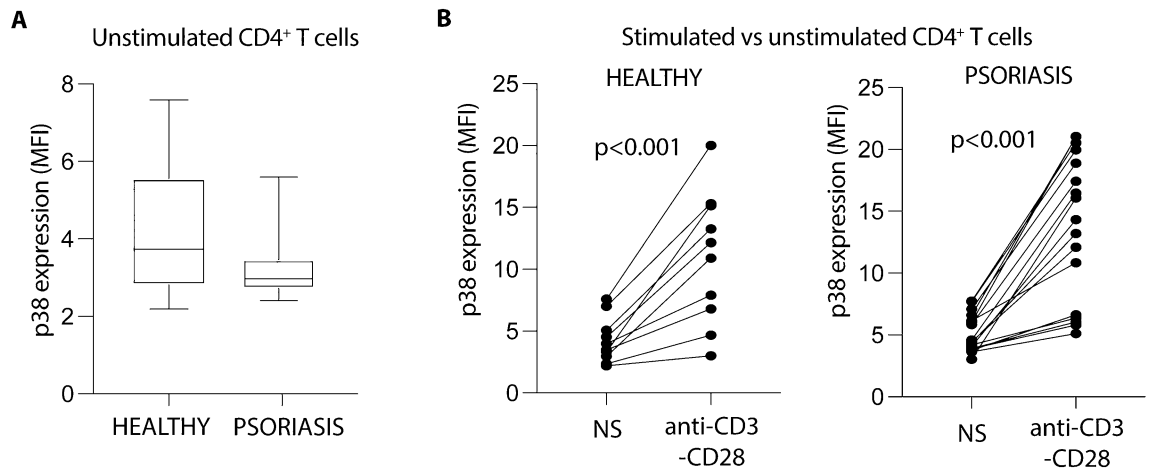 A
Unstimulated CD4+ T cells
p38 expression (MFI)
8
6
4
2
0
HEALTHY
PSORIASIS
B
Stimulated vs unstimulated CD4+ T cells
HEALTHY
p38 expression (MFI)
25
20
15
10
5
0
p<0.001
NS
anti-CD3
-CD28
PSORIASIS
p38 expression (MFI)
25
20
15
10
5
0
p<0.001
NS
anti-CD3
-CD28